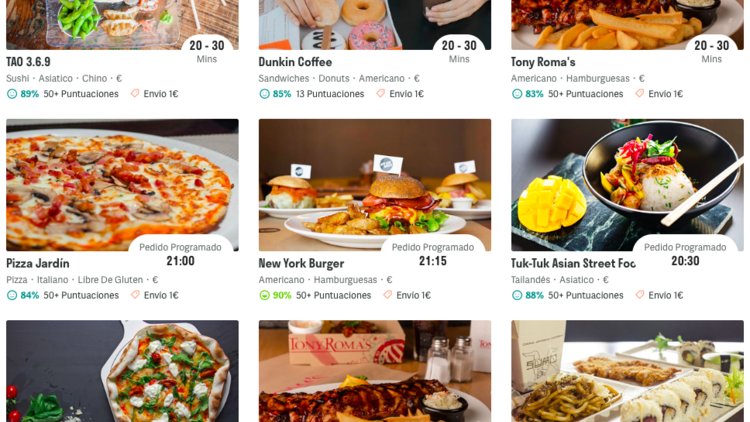 20 - 30
Mins
TAO 3.6.9
Sushi · Asiatico · Chino · €
89% 50+ Puntuaciones Envío 1€
20 - 30
Mins
Dunkin Coffee
Sandwiches · Donuts · Americano · €
85% 13 Puntuaciones Envío 1€
20 - 30
Mins
Tony Roma's
Americano · Hamburguesas · €
83% 50+ Puntuaciones Envío 1€
Pedido Programado
21:00
Pizza Jardín
Pizza · Italiano · Libre De Gluten · €
84% 50+ Puntuaciones Envío 1€
Pedido Programado
21:15
New York Burger
Americano · Hamburguesas · €
90% 50+ Puntuaciones Envío 1€
Pedido Programado
20:30
Tuk-Tuk Asian Street
Tailandés · Asiatico · €
88% 50+ Puntuaciones Envío 1€
TONY ROMA'S